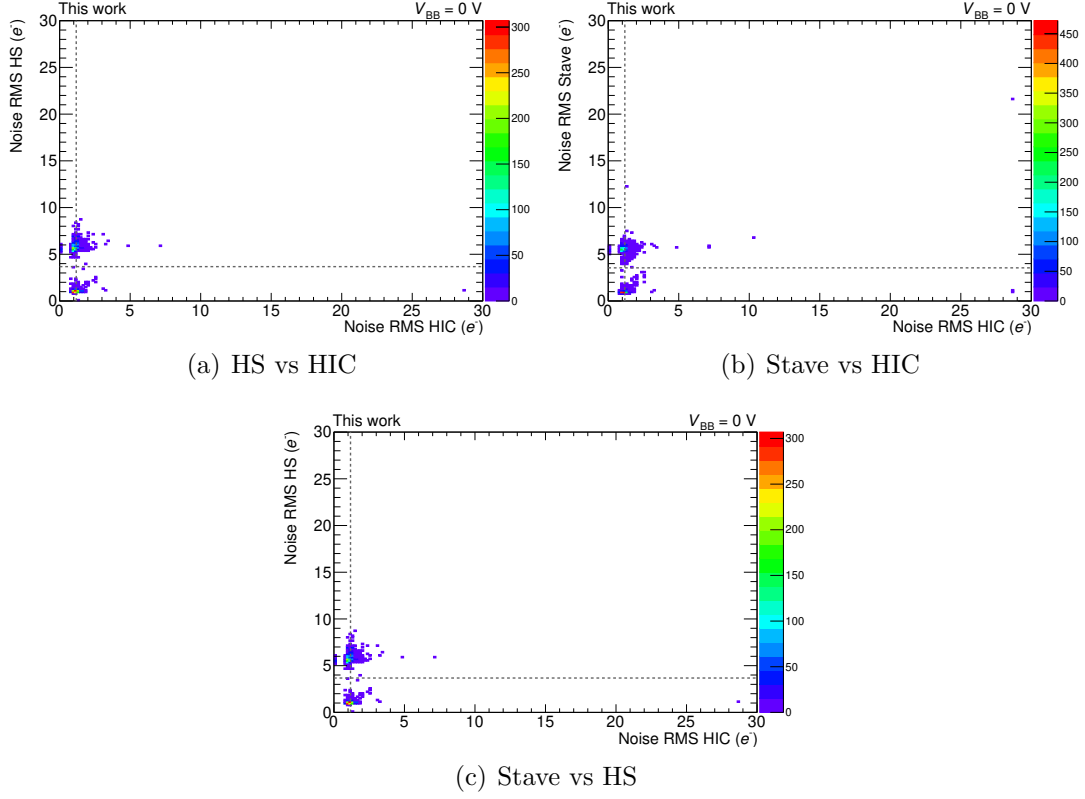 This work
V_BB = 0 V
Noise RMS HS (e-)
30
25
20
15
10
5
0
0 5 10 15 20 25 30
Noise RMS HIC (e-)
300
250
200
150
100
50
0
(a) HS vs HIC
This work
V_BB = 0 V
Noise RMS Stave (e-)
30
25
20
15
10
5
0
0 5 10 15 20 25 30
Noise RMS HIC (e-)
450
400
350
300
250
200
150
100
50
0
(b) Stave vs HIC
This work
V_BB = 0 V
Noise RMS HS (e-)
30
25
20
15
10
5
0
0 5 10 15 20 25 30
Noise RMS HIC (e-)
300
250
200
150
100
50
0
(c) Stave vs HS